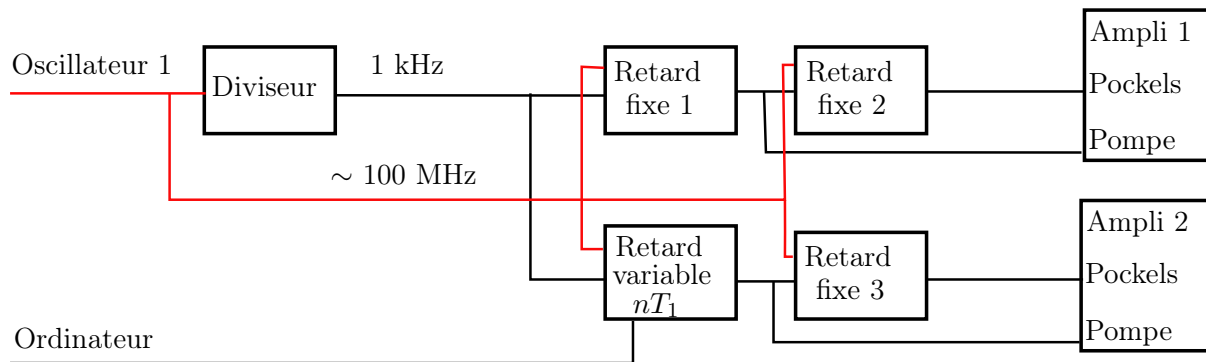 Oscillateur 1
Diviseur
1 kHz
∼ 100 MHz
Retard
fixe 1
Retard
fixe 2
Ampli 1
Pockels
Pompe
Retard
variable
nT₁
Retard
fixe 3
Ampli 2
Pockels
Pompe
Ordinateur